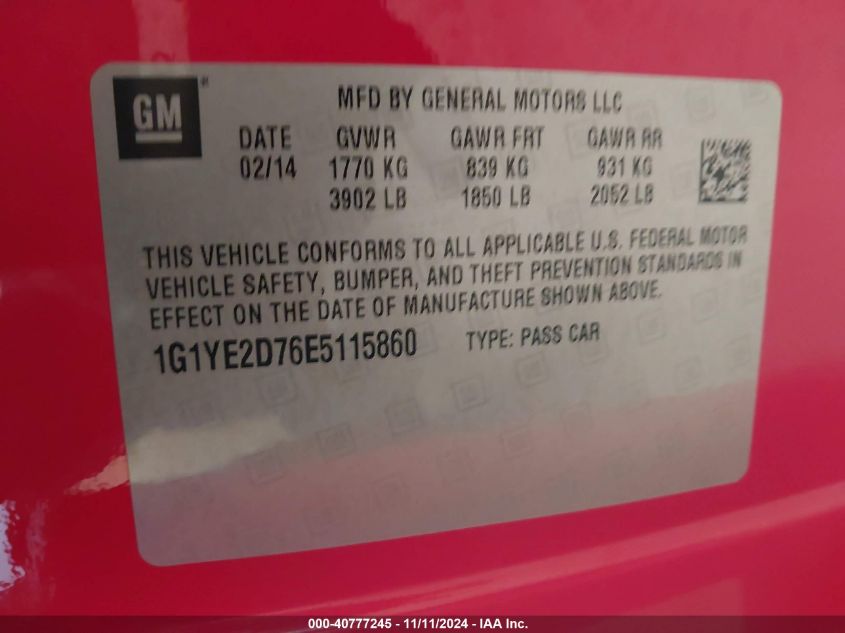 GM
MFD BY GENERAL MOTORS LLC
DATE GVWR GAWR FRT GAWR RR
02/14 1770 KG 839 KG 931 KG
3902 LB 1850 LB 2052 LB
THIS VEHICLE CONFORMS TO ALL APPLICABLE U.S. FEDERAL MOTOR
VEHICLE SAFETY, BUMPER, AND THEFT PREVENTION STANDARDS IN
EFFECT ON THE DATE OF MANUFACTURE SHOWN ABOVE.
1G1YE2D76E5115860 TYPE: PASS CAR
000-40777245 - 11/11/2024 - IAA Inc.